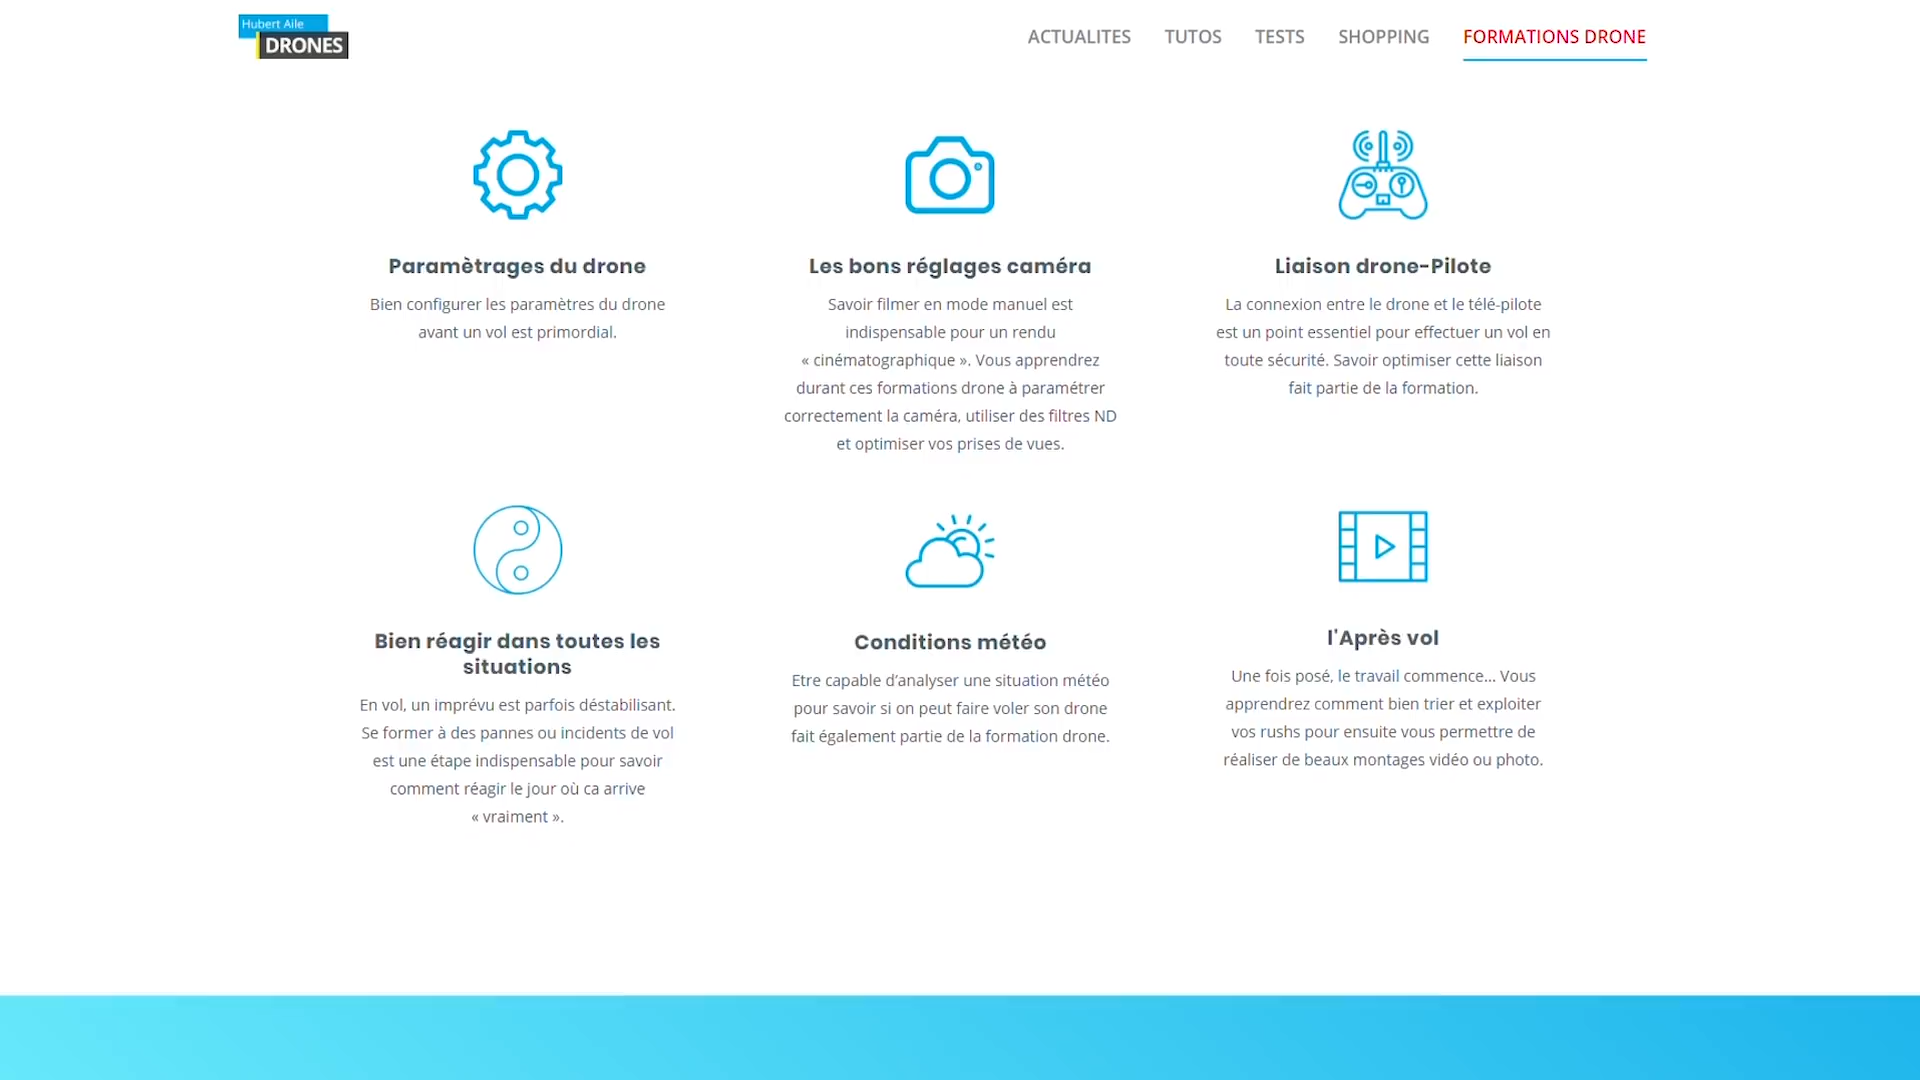 Hubert Aile
DRONES
ACTUALITES
TUTOS
TESTS
SHOPPING
FORMATIONS DRONE
Paramètrages du drone
Bien configurer les paramètres du drone
avant un vol est primordial.
Les bons réglages caméra
Savoir filmer en mode manuel est
indispensable pour un rendu
« cinématographique ». Vous apprendrez
durant ces formations drone à paramétrer
correctement la caméra, utiliser des filtres ND
et optimiser vos prises de vues.
Liaison drone-Pilote
La connexion entre le drone et le télé-pilote
est un point essentiel pour effectuer un vol en
toute sécurité. Savoir optimiser cette liaison
fait partie de la formation.
Bien réagir dans toutes les
situations
En vol, un imprévu est parfois déstabilisant.
Se former à des pannes ou incidents de vol
est une étape indispensable pour savoir
comment réagir le jour où ca arrive
« vraiment ».
Conditions météo
Etre capable d’analyser une situation météo
pour savoir si on peut faire voler son drone
fait également partie de la formation drone.
l'Après vol
Une fois posé, le travail commence... Vous
apprendrez comment bien trier et exploiter
vos rushs pour ensuite vous permettre de
réaliser de beaux montages vidéo ou photo.